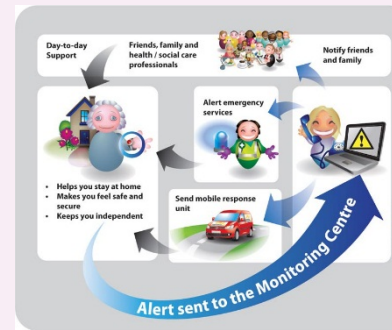 Day-to-day
Support
Friends, family and
health / social care
professionals
Notify friends
and family
Alert emergency
services
• Helps you stay at home
• Makes you feel safe and
secure
• Keeps you independent
Send mobile response
unit
Alert sent to the Monitoring Centre